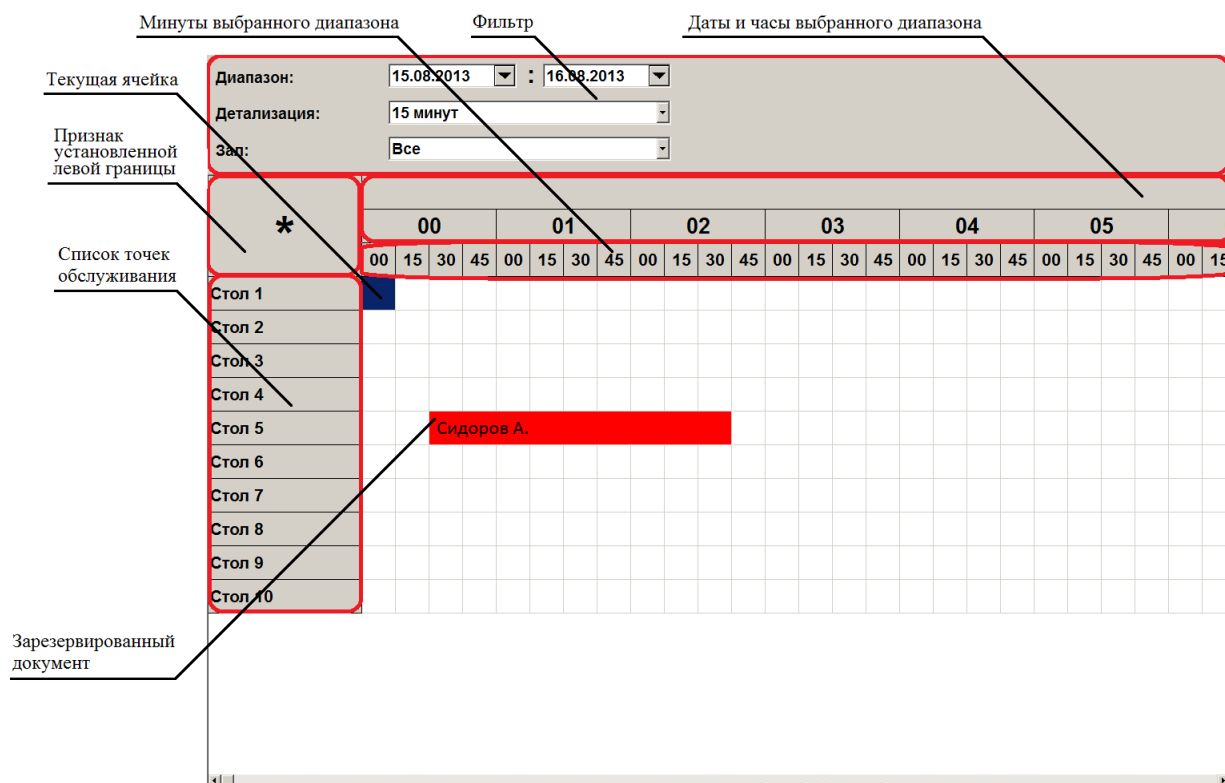 Минуты выбранного диапазона
Фильтр
Даты и часы выбранного диапазона
Текущая ячейка
Признак
установленной
левой границы
Список точек
обслуживания
Зарезервированный
документ
Диапазон: 15.08.2013 : 16.08.2013
Детализация: 15 минут
Зал: Все
*
00 01 02 03 04 05
00 15 30 45 00 15 30 45 00 15 30 45 00 15 30 45 00 15 30 45 00 15 30 45 00 15
Стол 1
Стол 2
Стол 3
Стол 4
Стол 5 Сидоров А.
Стол 6
Стол 7
Стол 8
Стол 9
Стол 10